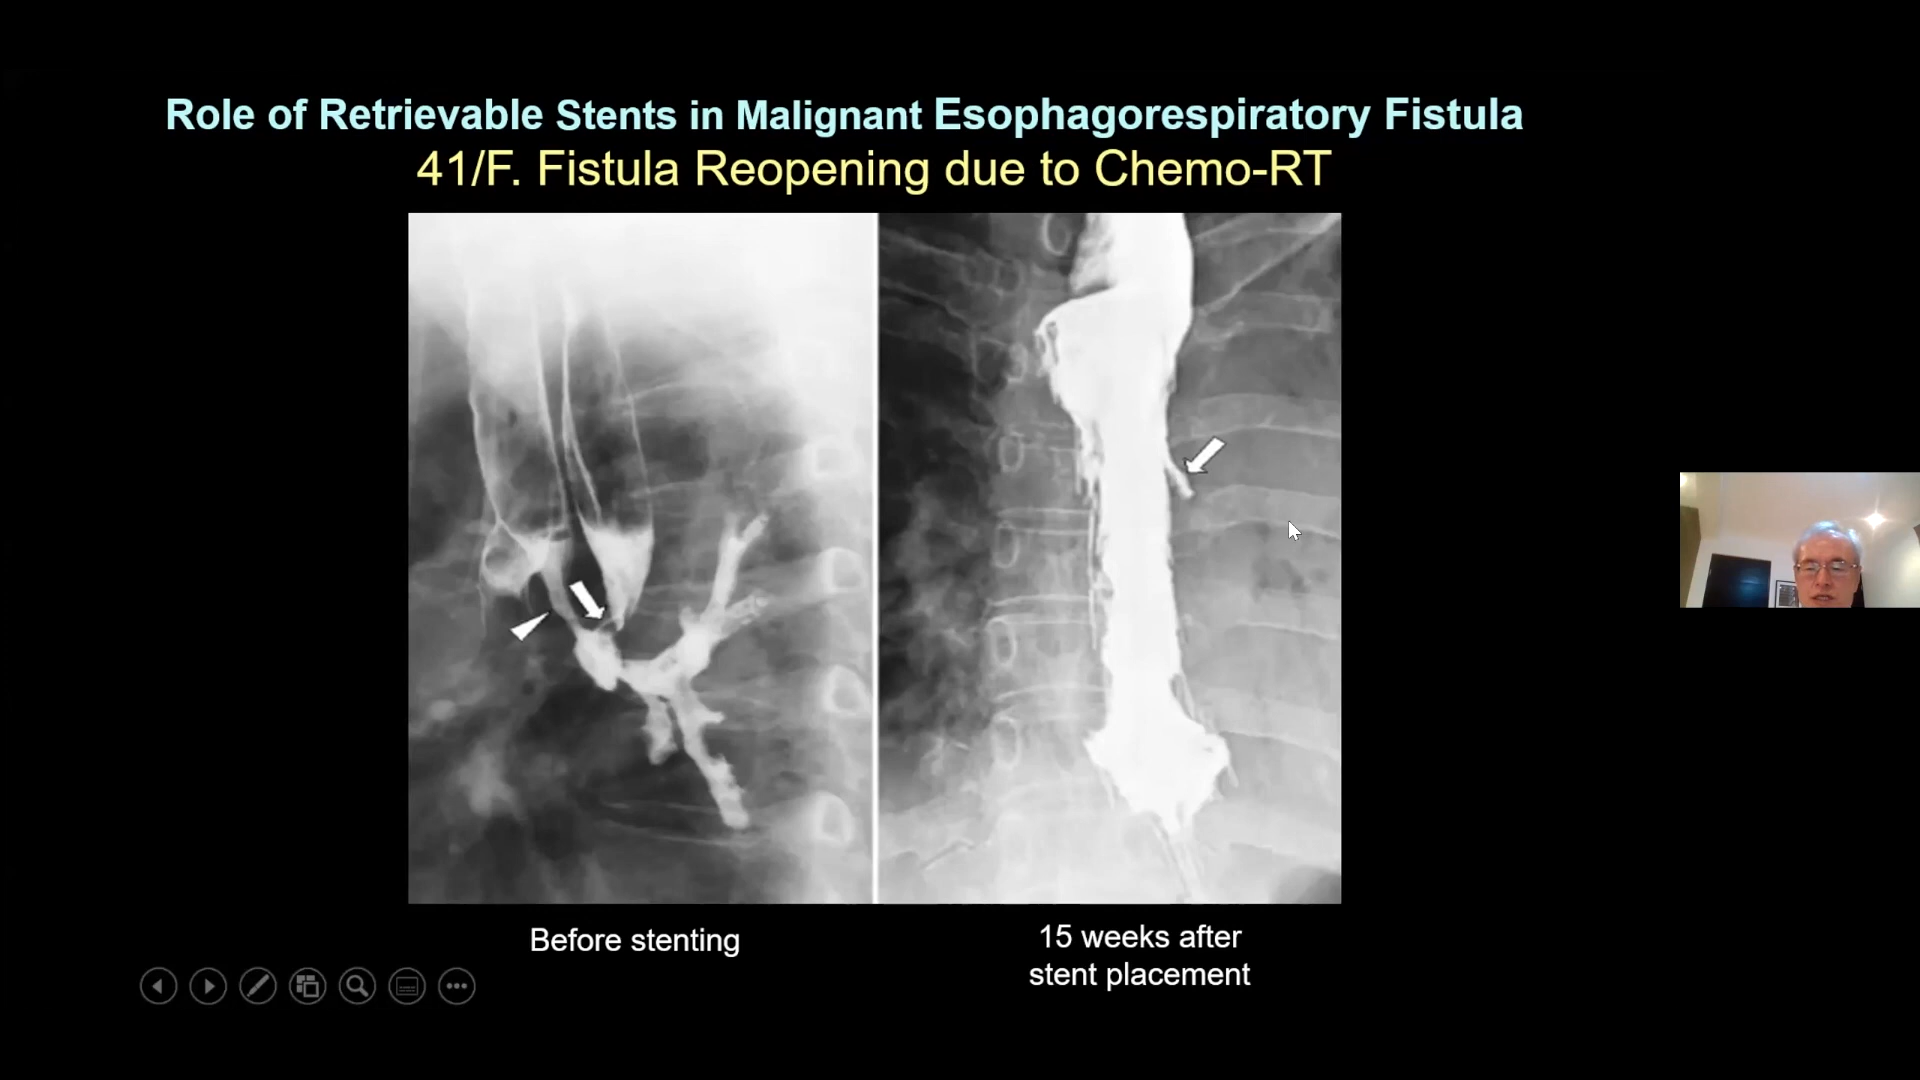 Role of Retrievable Stents in Malignant Esophagorespiratory Fistula
41/F. Fistula Reopening due to Chemo-RT
Before stenting
15 weeks after
stent placement